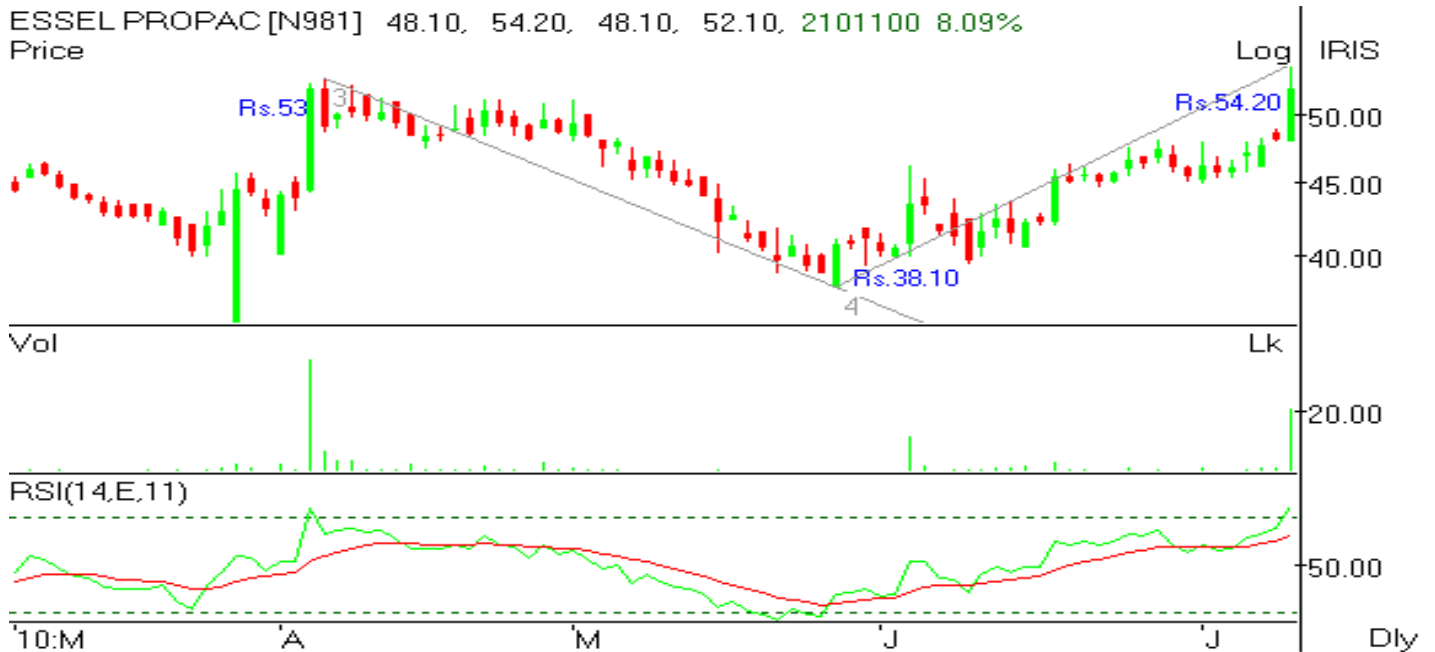 ESSEL PROPAC [N981] 48.10, 54.20, 48.10, 52.10, 2101100 8.09%
Price Log IRIS
3
Rs.53 Rs.54.20 50.00
45.00
40.00
Rs.38.10
4
Vol Lk
20.00
RSI(14,E,11)
50.00
'10:M 'A 'M 'J 'J Dly